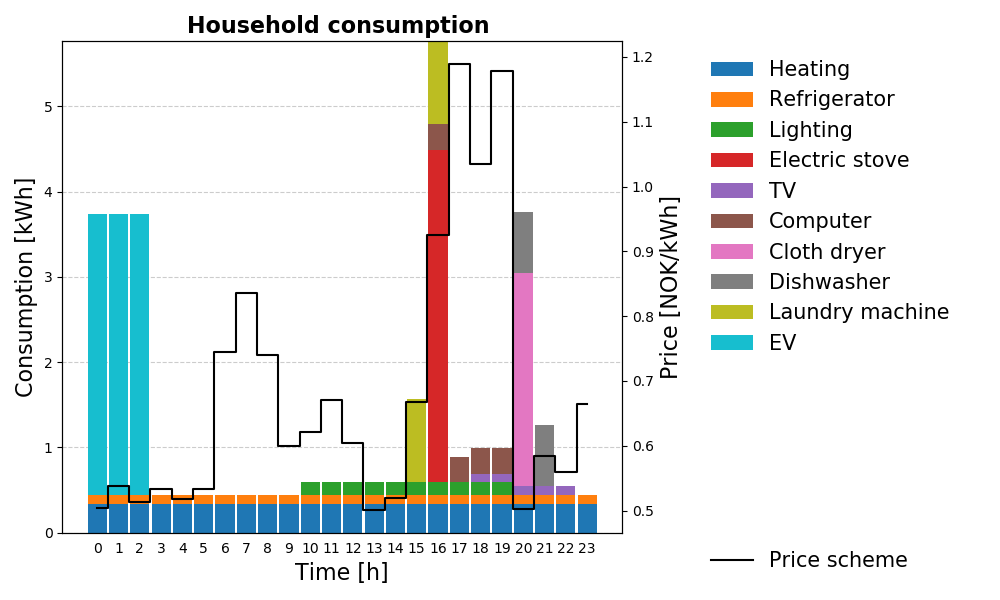 Household consumption
Consumption [kWh]
5
4
3
2
1
0
0 1 2 3 4 5 6 7 8 9 10 11 12 13 14 15 16 17 18 19 20 21 22 23
Time [h]
1.2
1.1
1.0
0.9
0.8
0.7
0.6
0.5
Price [NOK/kWh]
Heating
Refrigerator
Lighting
Electric stove
TV
Computer
Cloth dryer
Dishwasher
Laundry machine
EV
Price scheme